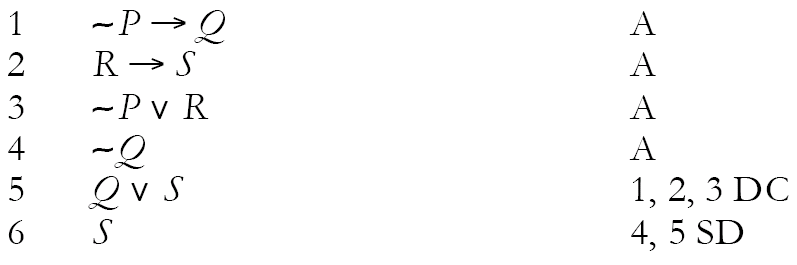 1 ~P → Q A
2 R → S A
3 ~P ∨ R A
4 ~Q A
5 Q ∨ S 1, 2, 3 DC
6 S 4, 5 SD